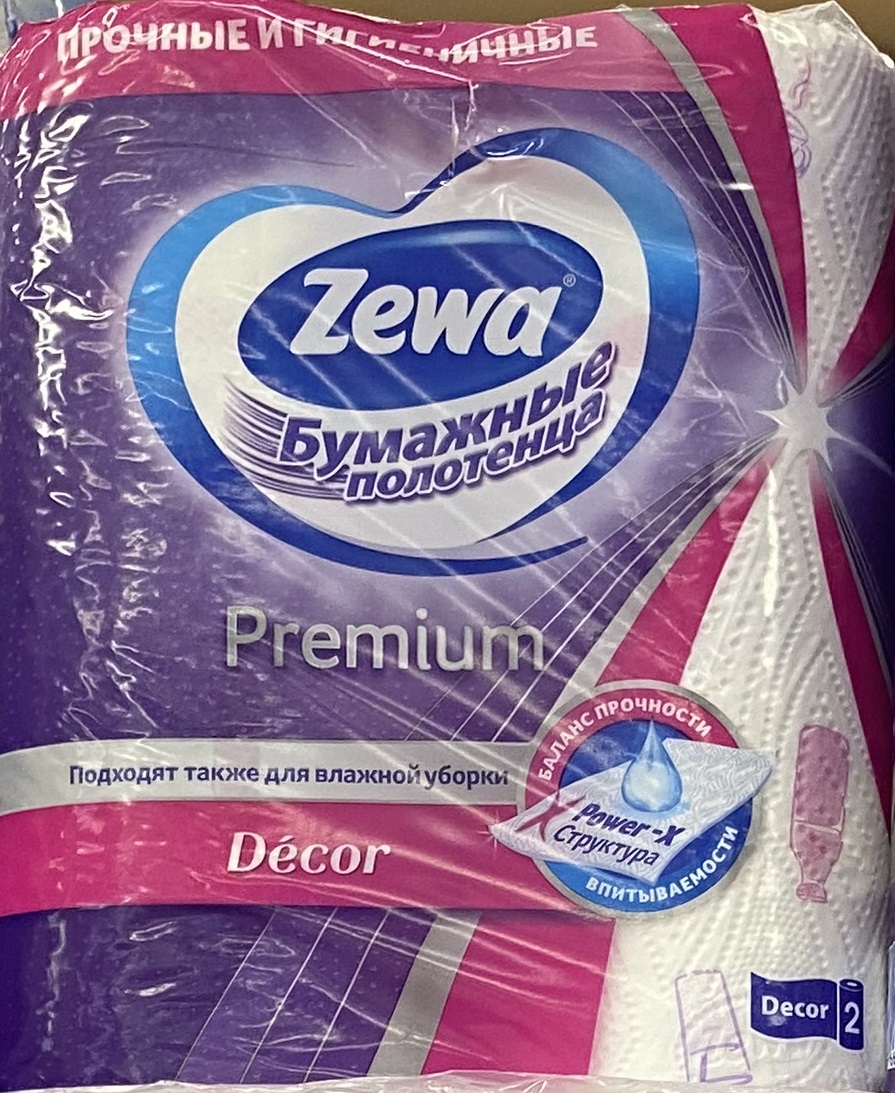 ПРОЧНЫЕ И ГИГИЕНИЧНЫЕ
Zewa®
Бумажные
полотенца
Premium
Подходят также для влажной уборки
Décor
БАЛАНС ПРОЧНОСТИ
Power-X
Структура
ВПИТЫВАЕМОСТИ
Decor 2